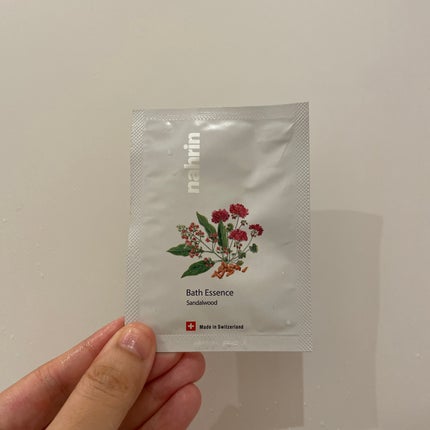 nahrin
Bath Essence
Sandalwood
Made in Switzerland